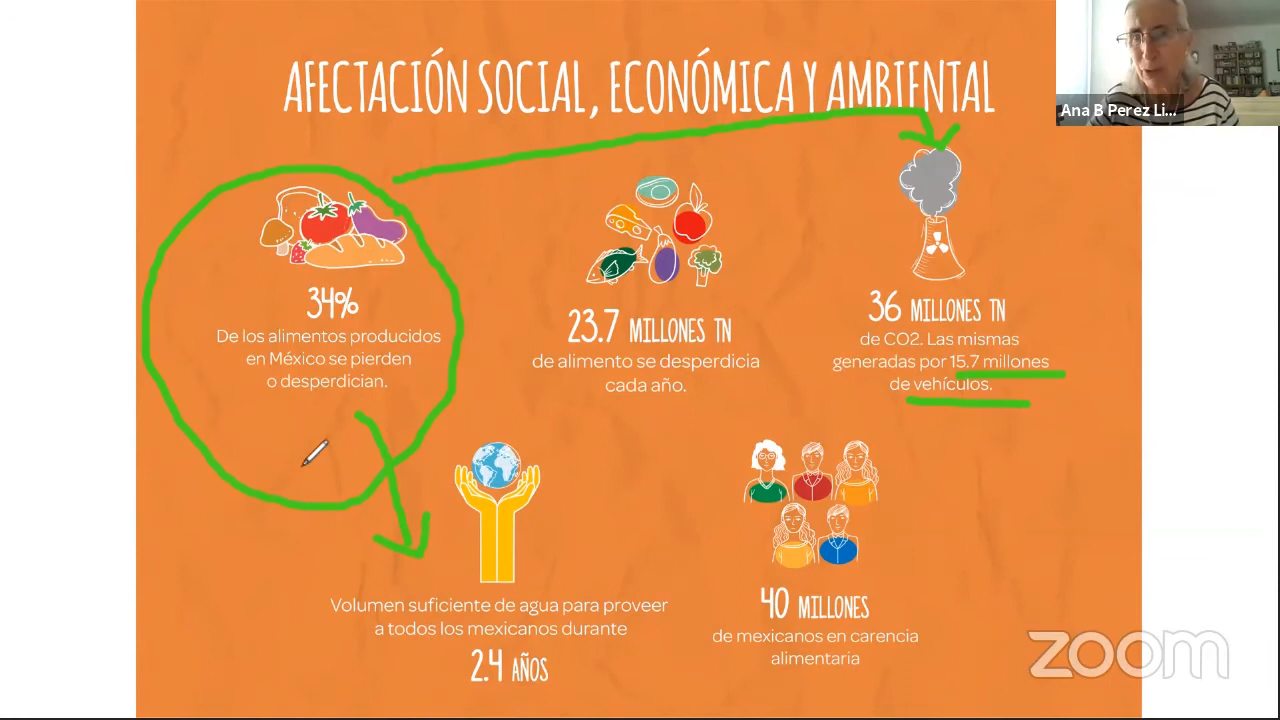 AFECTACIÓN SOCIAL, ECONÓMICA Y AMBIENTAL
Ana B Perez Li...
34%
De los alimentos producidos
en México se pierden
o desperdician.
23.7 MILLONES TN
de alimento se desperdicia
cada año.
36 MILLONES TN
de CO2. Las mismas
generadas por 15.7 millones
de vehículos.
Volumen suficiente de agua para proveer
a todos los mexicanos durante
2.4 AÑOS
40 MILLONES
de mexicanos en carencia
alimentaria
zoom